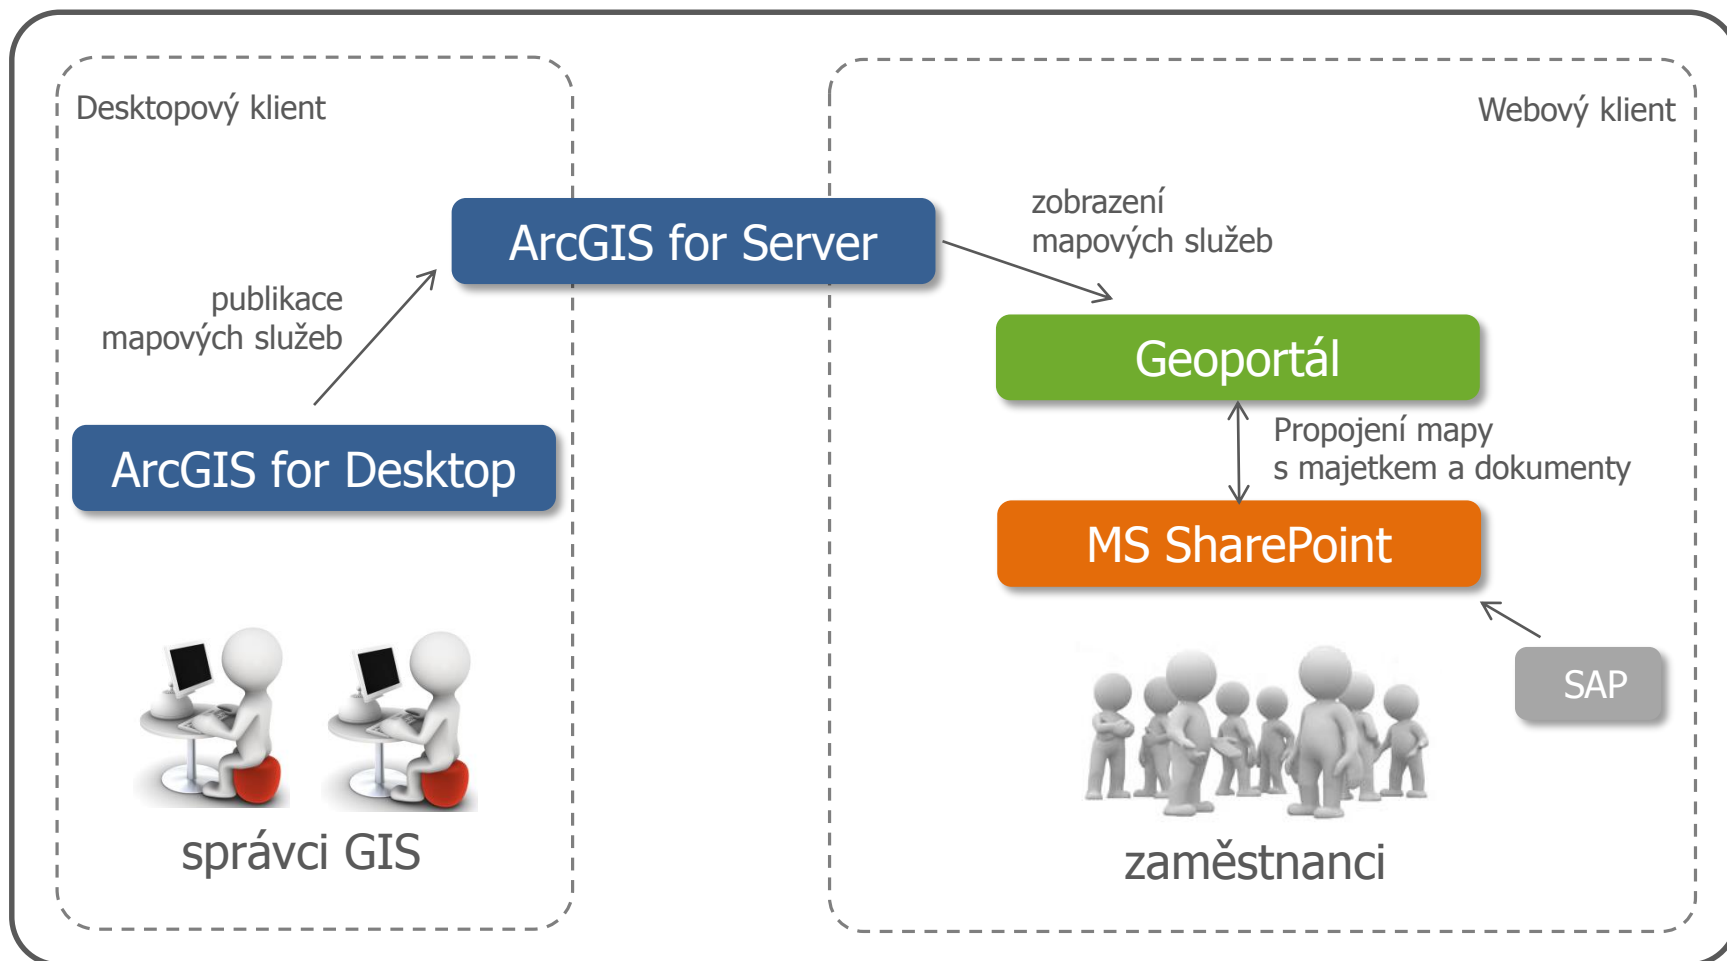 Desktopový klient
Webový klient
ArcGIS for Server
zobrazení
mapových služeb
publikace
mapových služeb
Geoportál
ArcGIS for Desktop
Propojení mapy
s majetkem a dokumenty
MS SharePoint
SAP
správci GIS
zaměstnanci